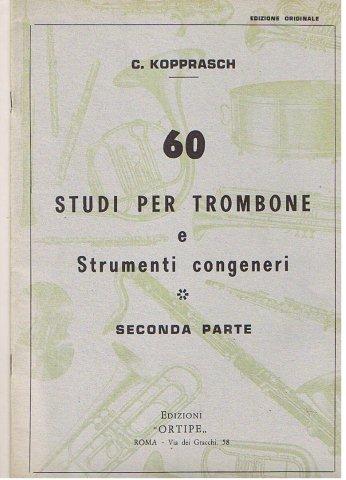 EDIZIONE ORIGINALE
C. KOPPRASCH
60
STUDI PER TROMBONE
e
Strumenti congeneri
SECONDA PARTE
EDIZIONI
"ORTIPE„
ROMA - Via dei Gracchi, 58